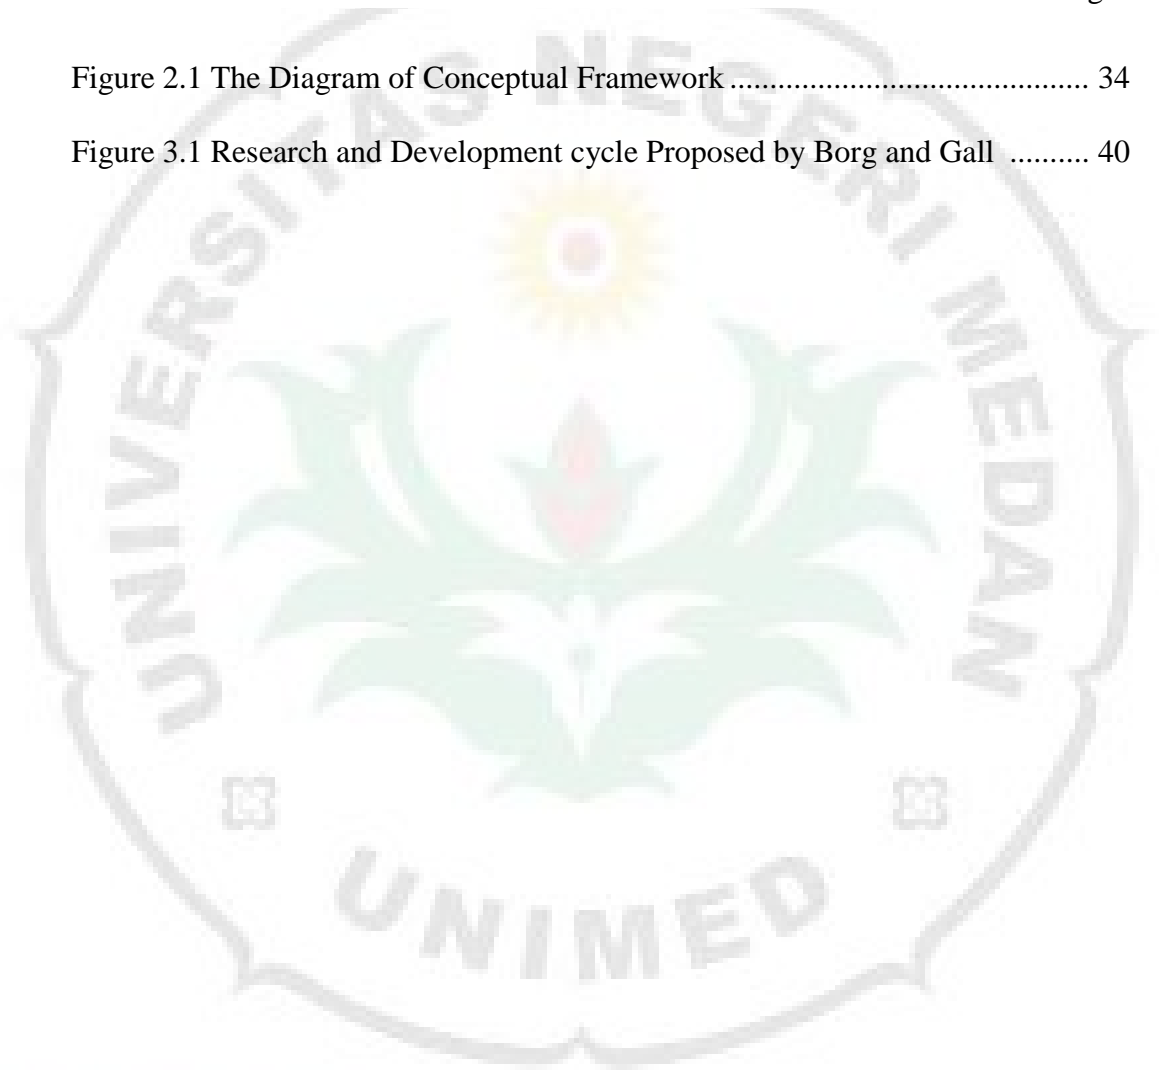 Figure 2.1 The Diagram of Conceptual Framework ............................................. 34
Figure 3.1 Research and Development cycle Proposed by Borg and Gall .......... 40
UNIVERSITAS NEGERI MEDAN
UNIMED